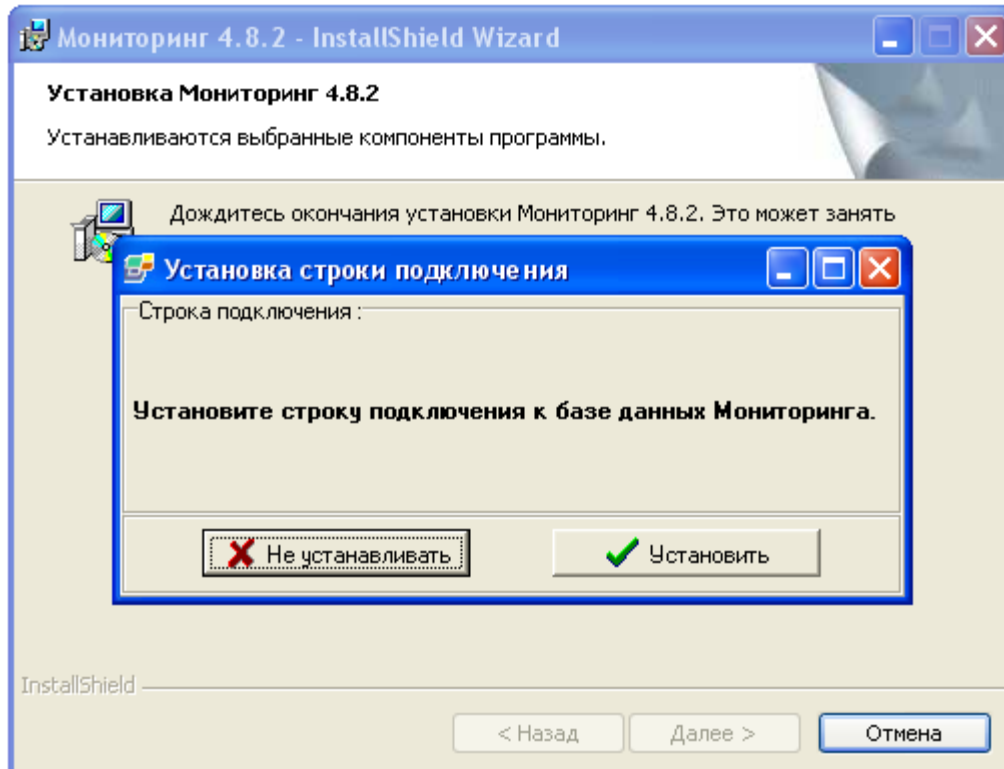 Мониторинг 4.8.2 - InstallShield Wizard
Установка Мониторинг 4.8.2
Устанавливаются выбранные компоненты программы.
Дождитесь окончания установки Мониторинг 4.8.2. Это может занять
Установка строки подключения
Строка подключения :
Установите строку подключения к базе данных Мониторинга.
Не устанавливать
Установить
InstallShield
< Назад
Далее >
Отмена